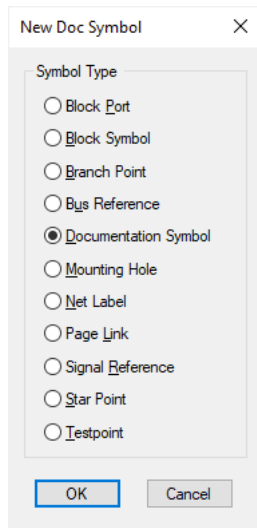 New Doc Symbol
Symbol Type
Block Port
Block Symbol
Branch Point
Bus Reference
Documentation Symbol
Mounting Hole
Net Label
Page Link
Signal Reference
Star Point
Testpoint
OK Cancel